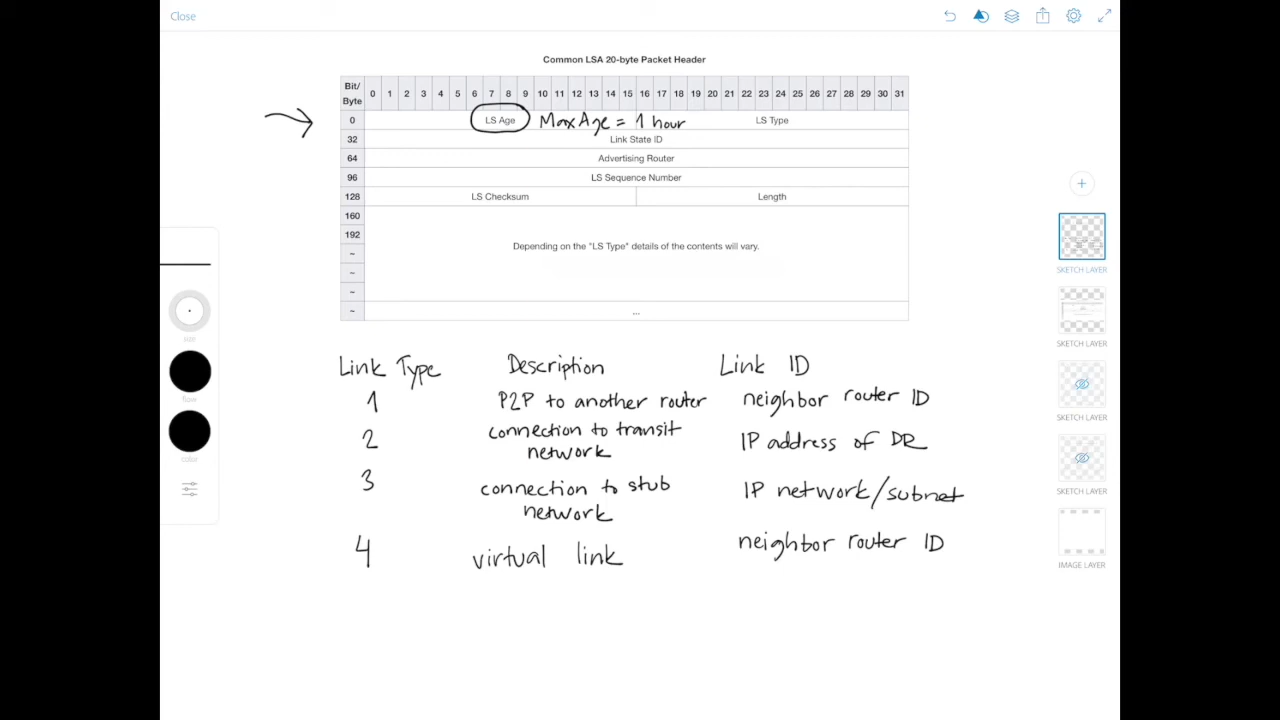 Close
Common LSA 20-byte Packet Header
Bit/Byte 0 1 2 3 4 5 6 7 8 9 10 11 12 13 14 15 16 17 18 19 20 21 22 23 24 25 26 27 28 29 30 31
0 LS Age MaxAge = 1 hour LS Type
32 Link State ID
64 Advertising Router
96 LS Sequence Number
128 LS Checksum Length
160
192
Depending on the "LS Type" details of the contents will vary.
~
~
~
~ ...
Link Type Description Link ID
1 P2P to another router neighbor router ID
2 connection to transit network IP address of DR
3 connection to stub network IP network/subnet
4 virtual link neighbor router ID
size
flow
color
+
SKETCH LAYER
SKETCH LAYER
SKETCH LAYER
SKETCH LAYER
IMAGE LAYER